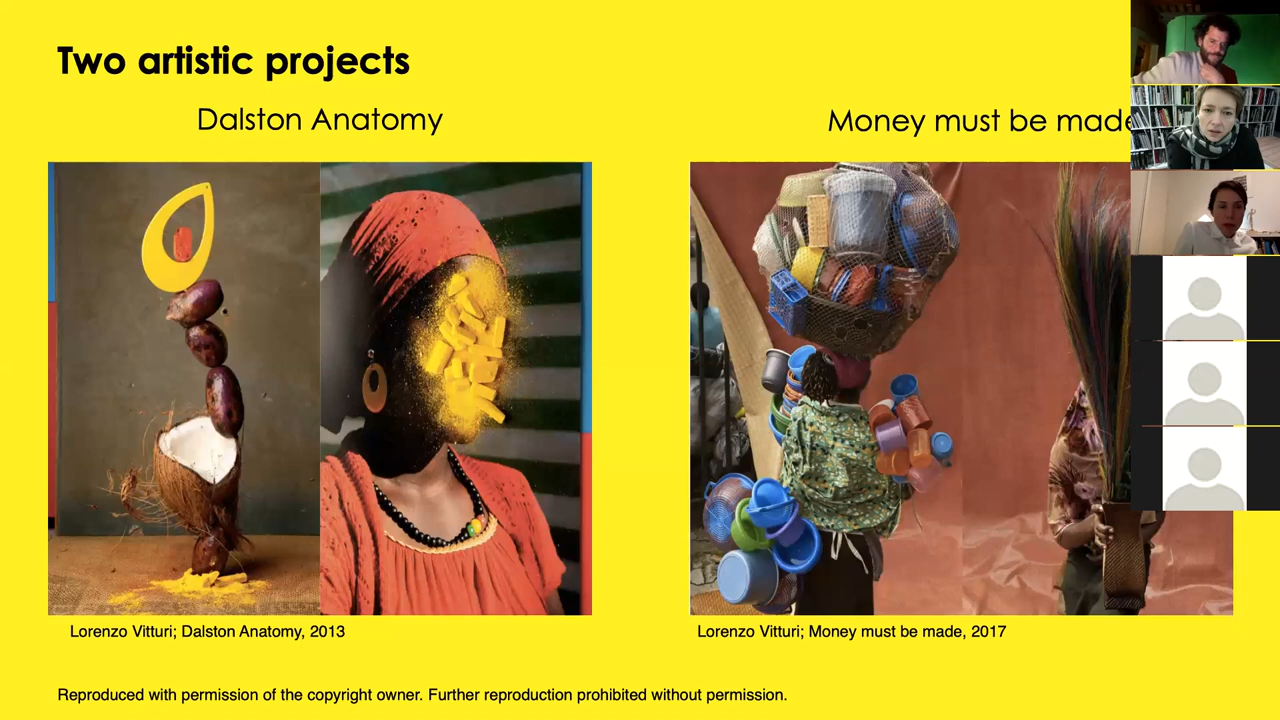 Two artistic projects
Dalston Anatomy
Money must be made
Lorenzo Vitturi; Dalston Anatomy, 2013
Lorenzo Vitturi; Money must be made, 2017
Reproduced with permission of the copyright owner. Further reproduction prohibited without permission.